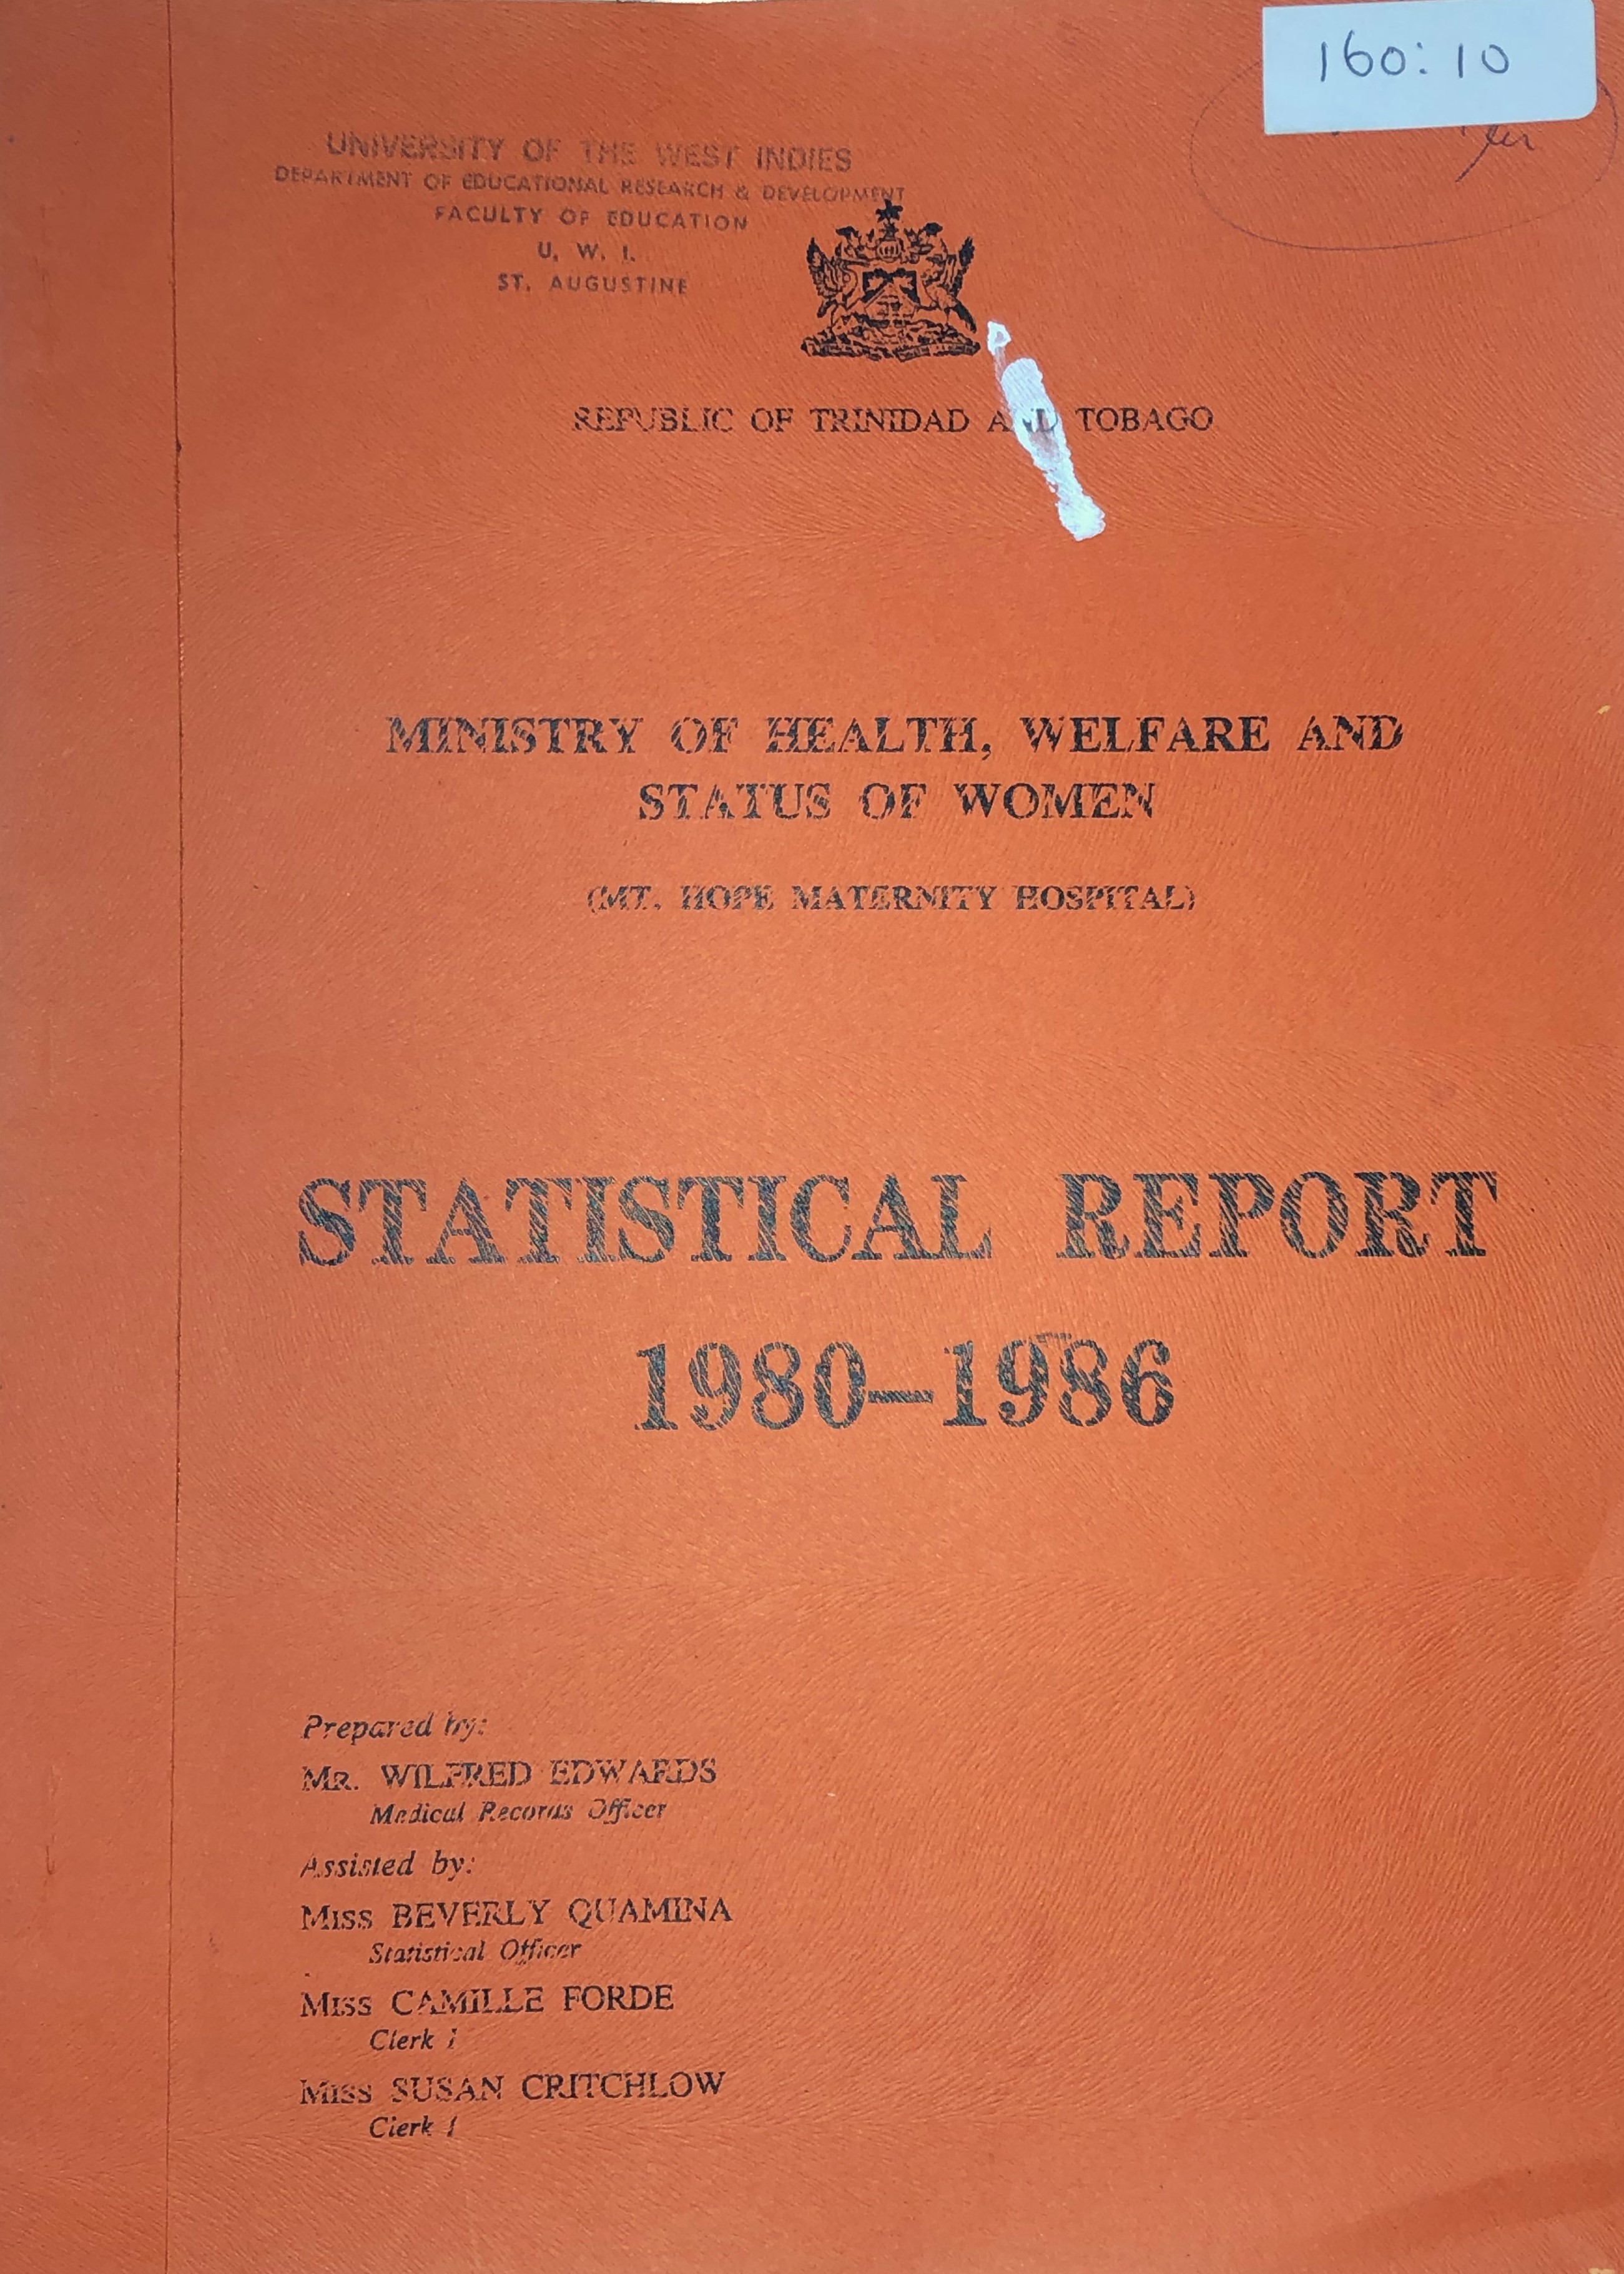 160:10
UNIVERSITY OF THE WEST INDIES
DEPARTMENT OF EDUCATIONAL RESEARCH & DEVELOPMENT
FACULTY OF EDUCATION
U. W. I.
ST. AUGUSTINE
REPUBLIC OF TRINIDAD AND TOBAGO
MINISTRY OF HEALTH, WELFARE AND
STATUS OF WOMEN
(MT. HOPE MATERNITY HOSPITAL)
STATISTICAL REPORT
1980–1986
Prepared by:
MR. WILFRED EDWARDS
Medical Records Officer
Assisted by:
MISS BEVERLY QUAMINA
Statistical Officer
MISS CAMILLE FORDE
Clerk I
MISS SUSAN CRITCHLOW
Clerk I